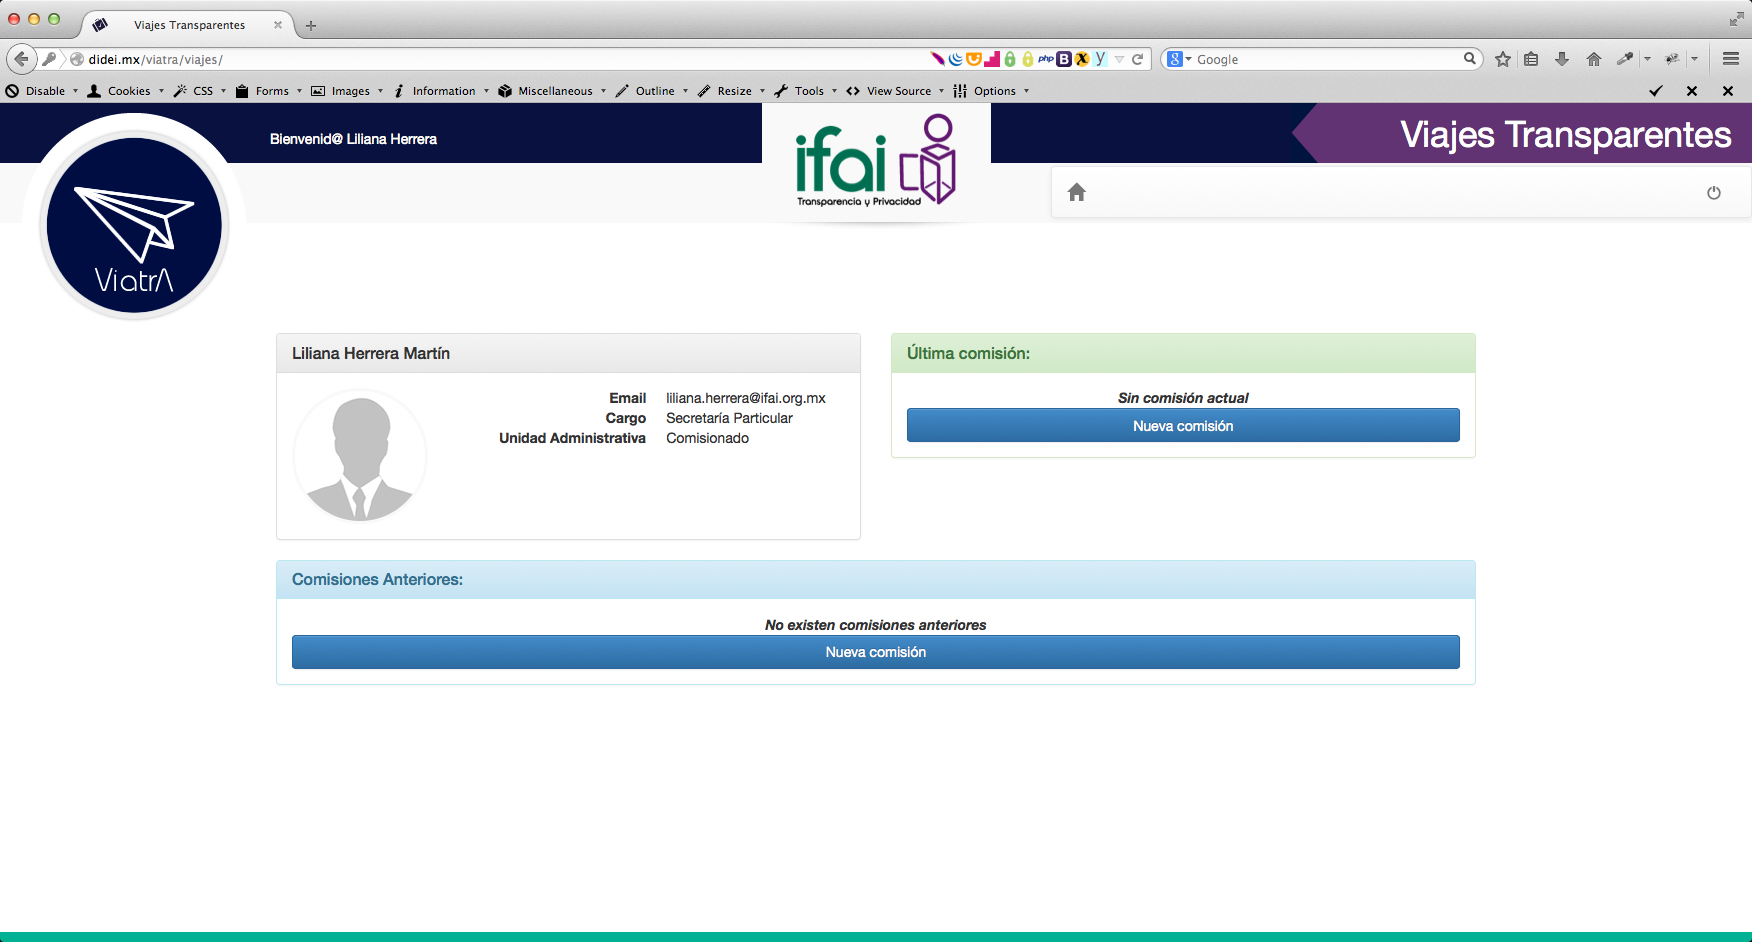 Viajes Transparentes
didei.mx/viatra/viajes/
php
B
X
y
8
Google
Disable
Cookies
CSS
Forms
Images
Information
Miscellaneous
Outline
Resize
Tools
View Source
Options
Bienvenid@ Liliana Herrera
ifai
Transparencia y Privacidad
Viajes Transparentes
ViatrA
Liliana Herrera Martín
Email liliana.herrera@ifai.org.mx
Cargo Secretaría Particular
Unidad Administrativa Comisionado
Última comisión:
Sin comisión actual
Nueva comisión
Comisiones Anteriores:
No existen comisiones anteriores
Nueva comisión